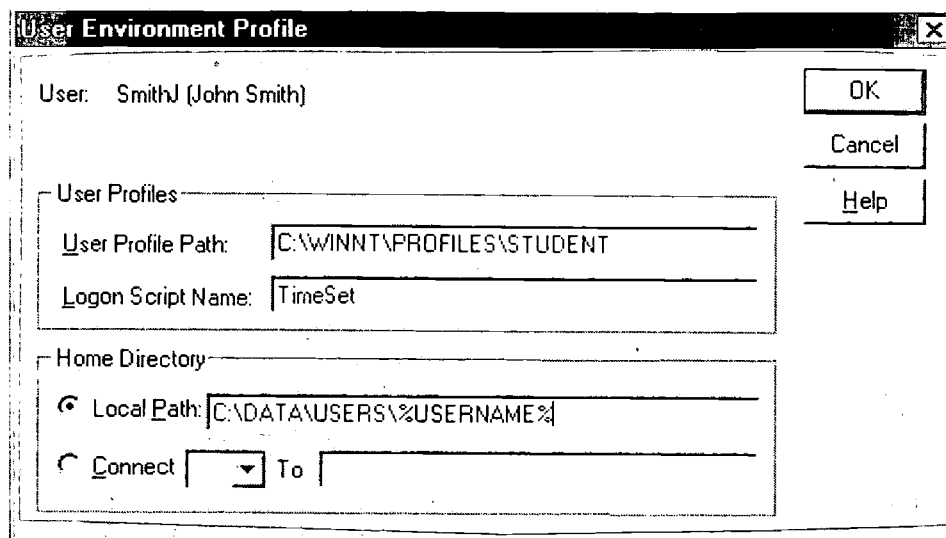 User Environment Profile
User: SmithJ (John Smith)
OK
Cancel
Help
User Profiles
User Profile Path: C:\WINNT\PROFILES\STUDENT
Logon Script Name: TimeSet
Home Directory
Local Path: C:\DATA\USERS\%USERNAME%
Connect To